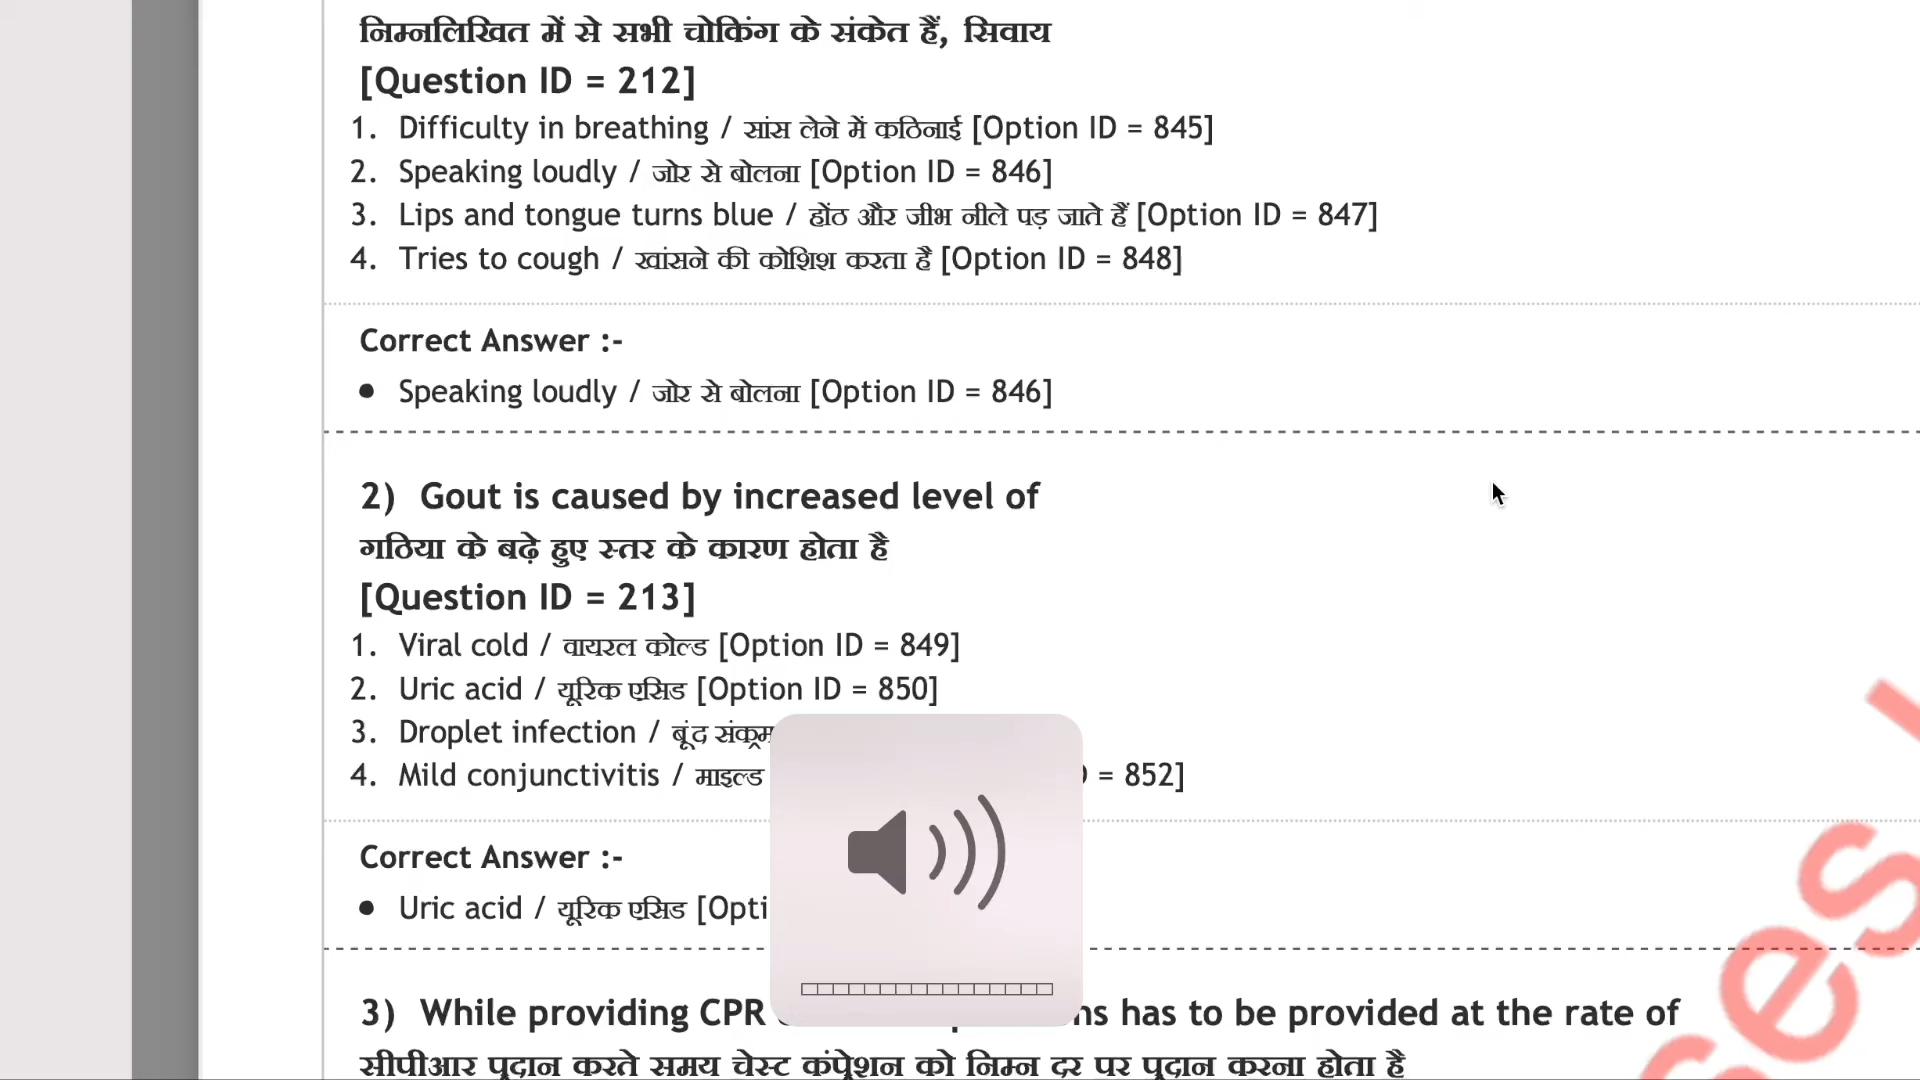 निम्नलिखित में से सभी चोकिंग के संकेत हैं, सिवाय
[Question ID = 212]
1. Difficulty in breathing / सांस लेने में कठिनाई [Option ID = 845]
2. Speaking loudly / जोर से बोलना [Option ID = 846]
3. Lips and tongue turns blue / होंठ और जीभ नीले पड़ जाते हैं [Option ID = 847]
4. Tries to cough / खांसने की कोशिश करता है [Option ID = 848]
Correct Answer :-
• Speaking loudly / जोर से बोलना [Option ID = 846]
2) Gout is caused by increased level of
गठिया के बढ़े हुए स्तर के कारण होता है
[Question ID = 213]
1. Viral cold / वायरल कोल्ड [Option ID = 849]
2. Uric acid / यूरिक एसिड [Option ID = 850]
3. Droplet infection / बूंद
4. Mild conjunctivitis / माइल्ड = 852]
Correct Answer :-
• Uric acid / यूरिक एसिड
3) While providing CPR has to be provided at the rate of
सीपीआर प्रदान करते समय चेस्ट कंप्रेशन को निम्न दर पर प्रदान करना होता है